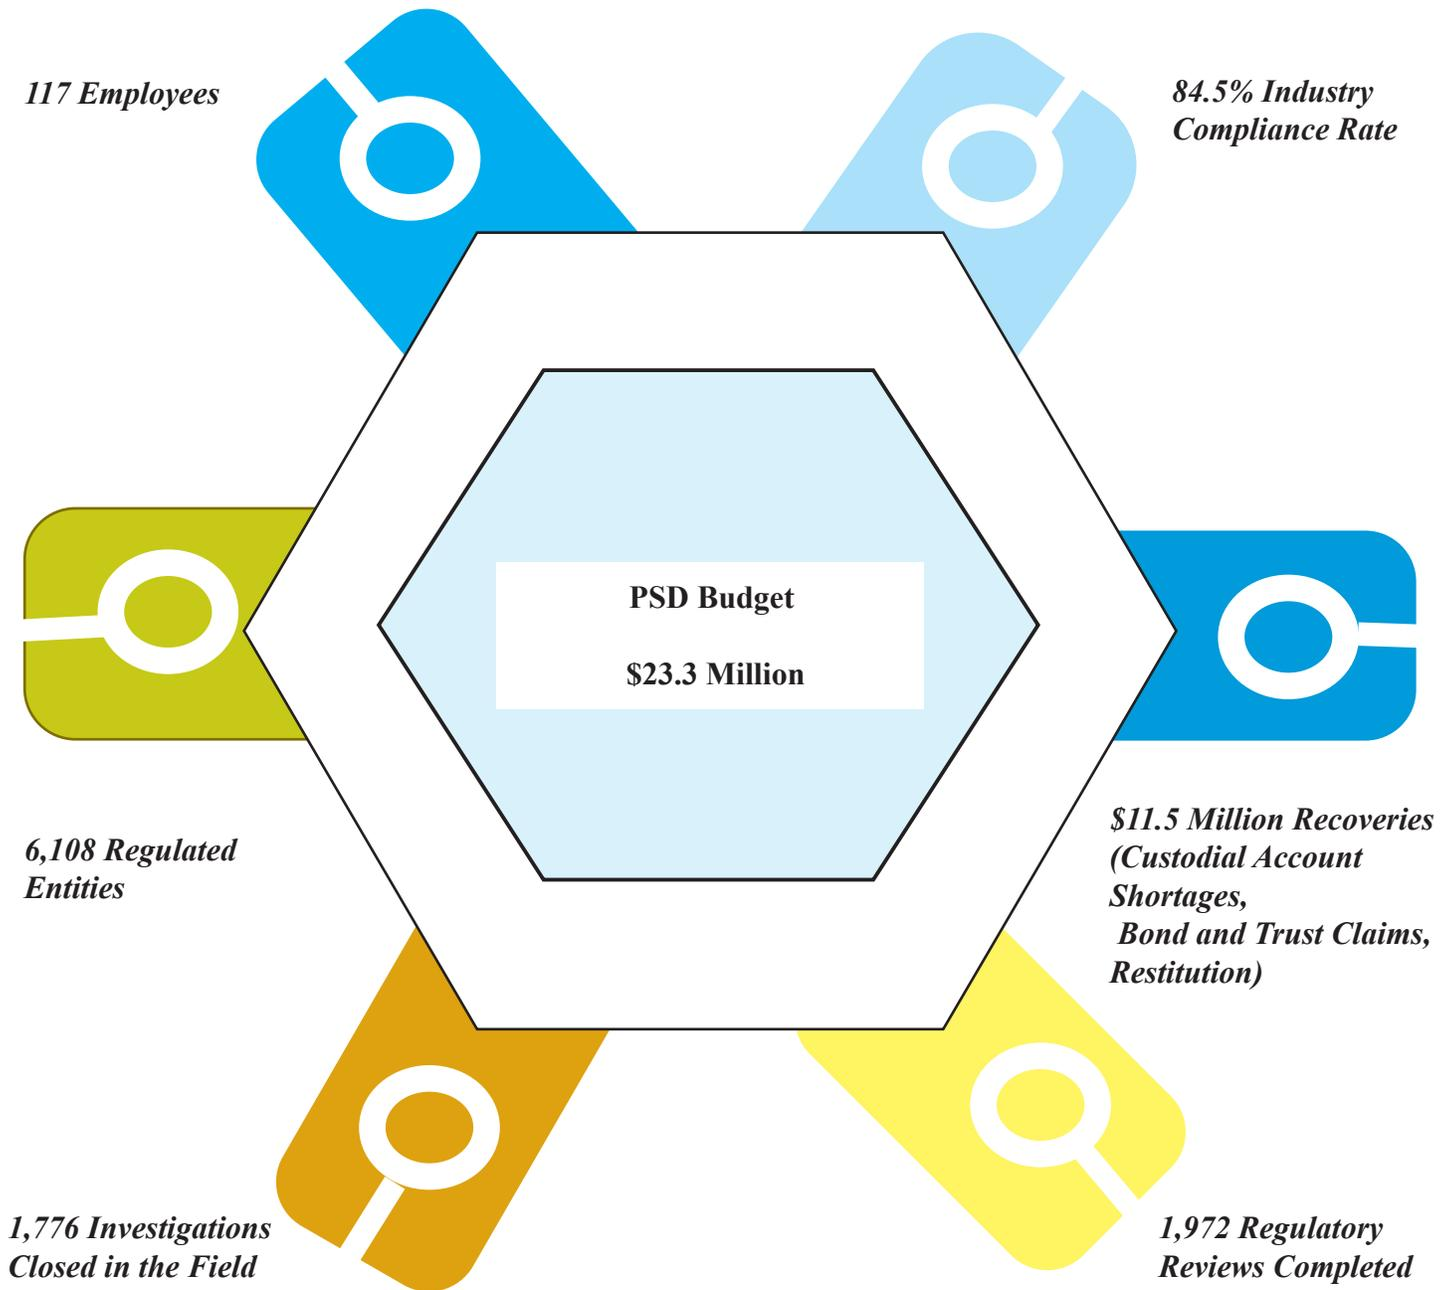 117 Employees
84.5% Industry
Compliance Rate
PSD Budget
$23.3 Million
6,108 Regulated
Entities
$11.5 Million Recoveries
(Custodial Account
Shortages,
Bond and Trust Claims,
Restitution)
1,776 Investigations
Closed in the Field
1,972 Regulatory
Reviews Completed